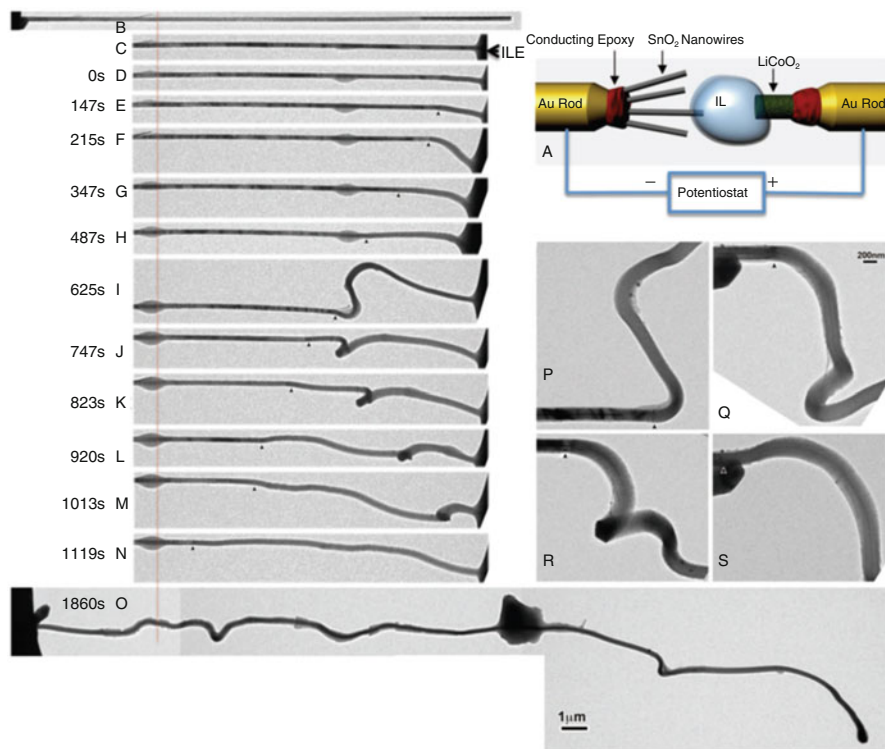 B
C
ILE
0s D
147s E
215s F
347s G
487s H
625s I
747s J
823s K
920s L
1013s M
1119s N
1860s O
1μm
Conducting Epoxy SnO₂ Nanowires
LiCoO₂
Au Rod IL Au Rod
A
− Potentiostat +
P
200nm
Q
R
S